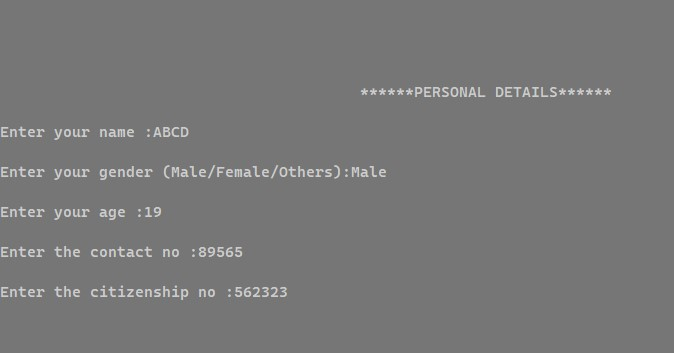 ******PERSONAL DETAILS******
Enter your name :ABCD
Enter your gender (Male/Female/Others):Male
Enter your age :19
Enter the contact no :89565
Enter the citizenship no :562323